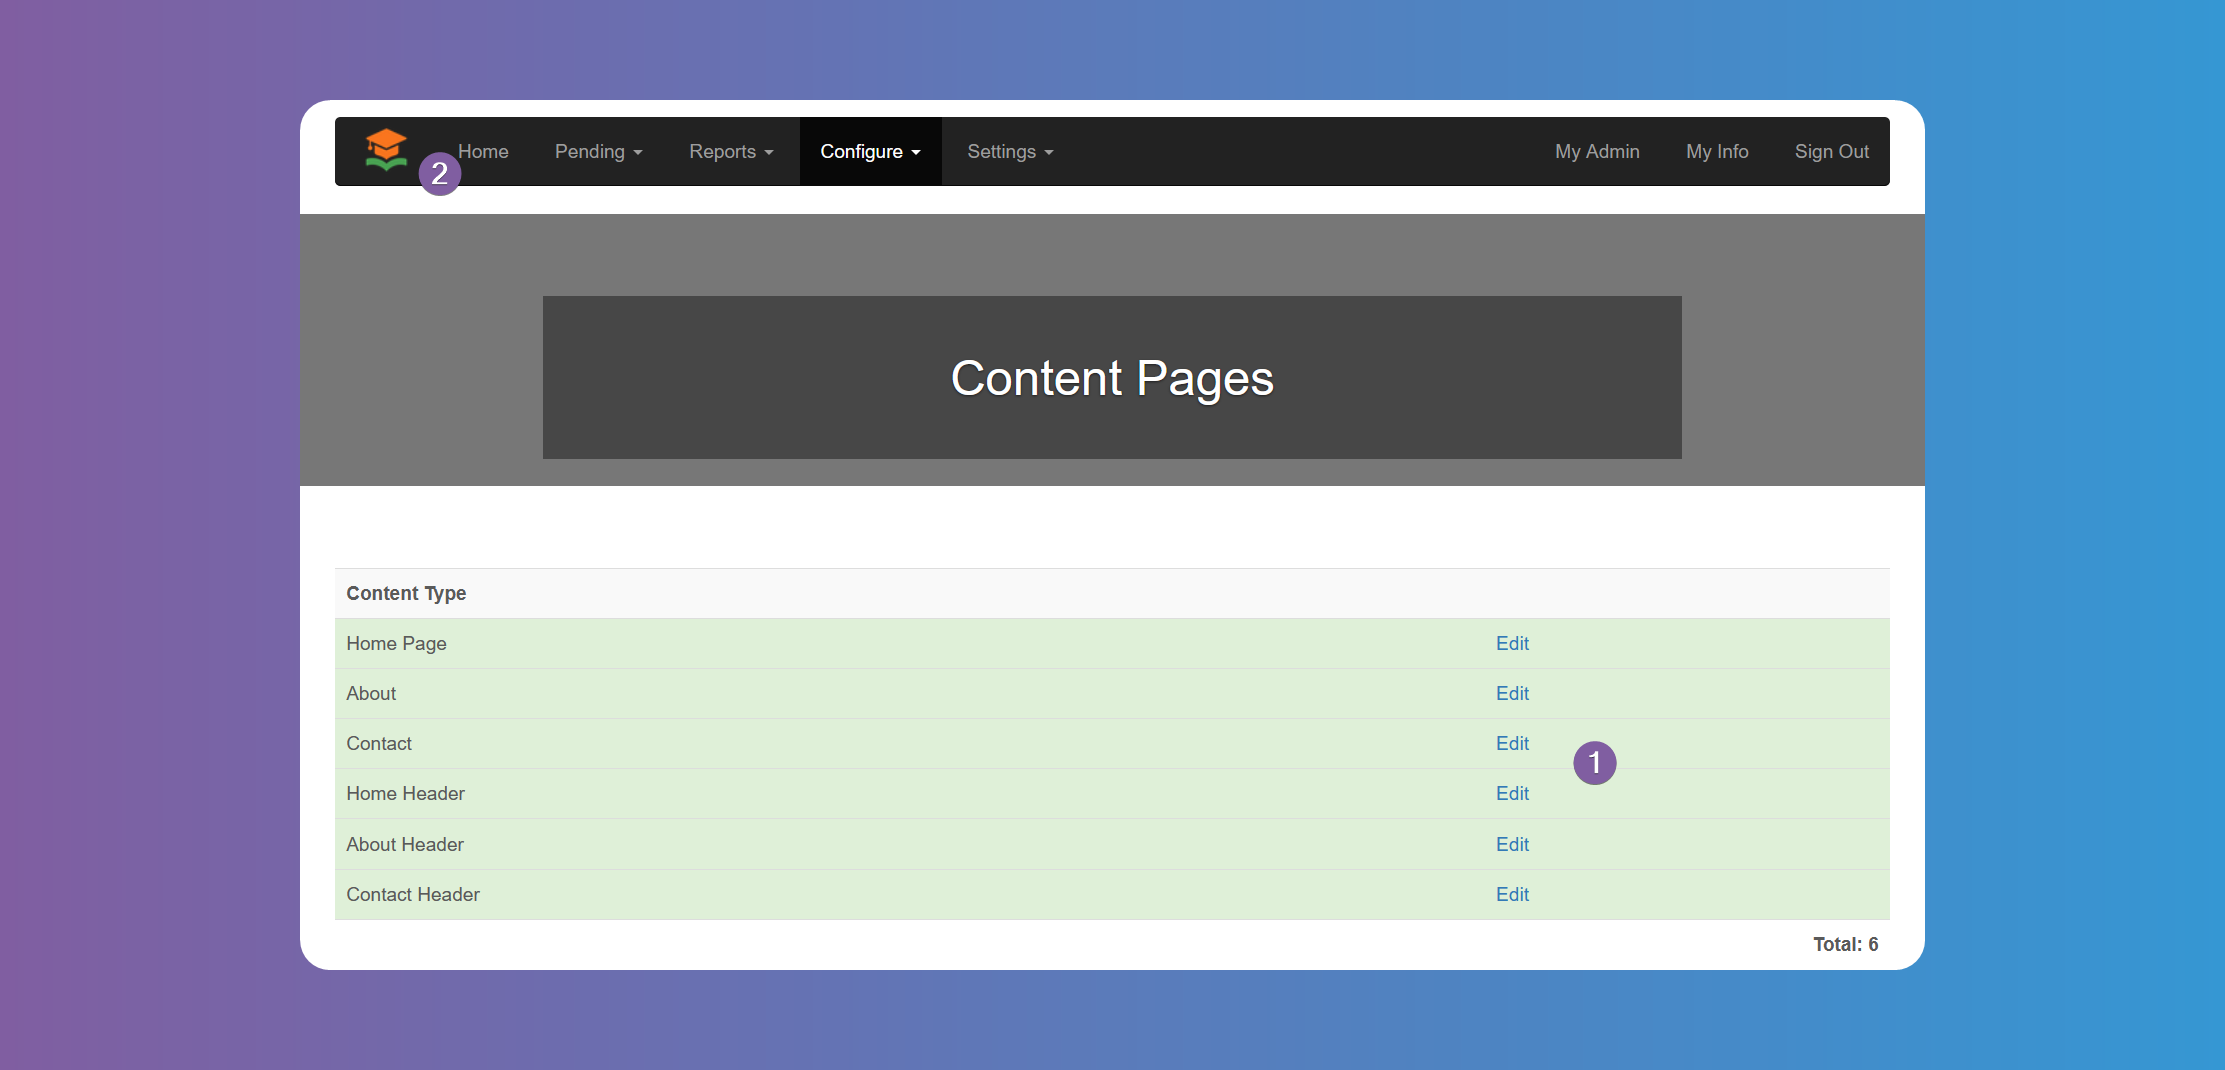 Home Pending Reports Configure Settings My Admin My Info Sign Out
2
Content Pages
Content Type
Home Page Edit
About Edit
Contact Edit
1
Home Header Edit
About Header Edit
Contact Header Edit
Total: 6